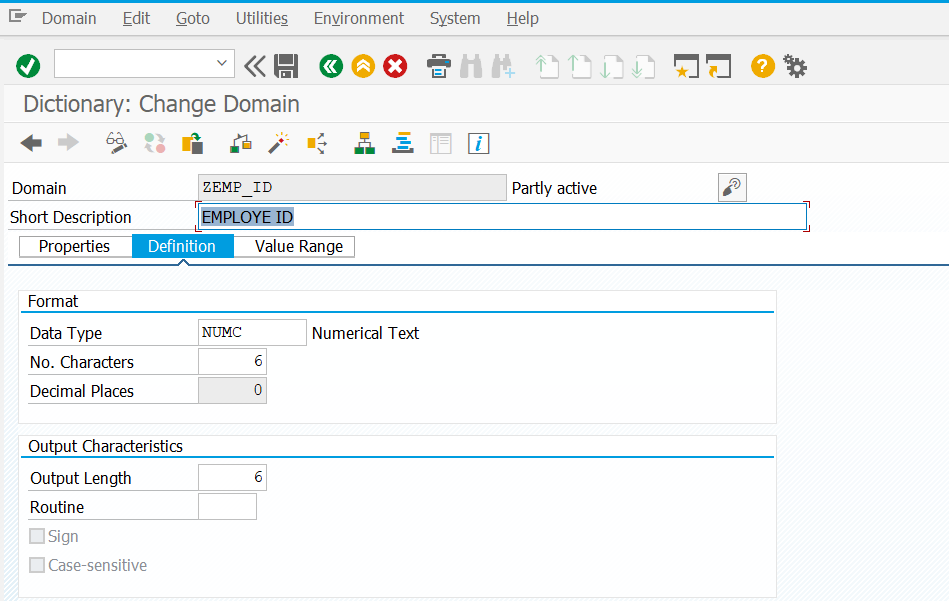 Domain Edit Goto Utilities Environment System Help
?
Dictionary: Change Domain
i
Domain ZEMP_ID Partly active
Short Description EMPLOYE ID
Properties Definition Value Range
Format
Data Type NUMC Numerical Text
No. Characters 6
Decimal Places 0
Output Characteristics
Output Length 6
Routine
Sign
Case-sensitive